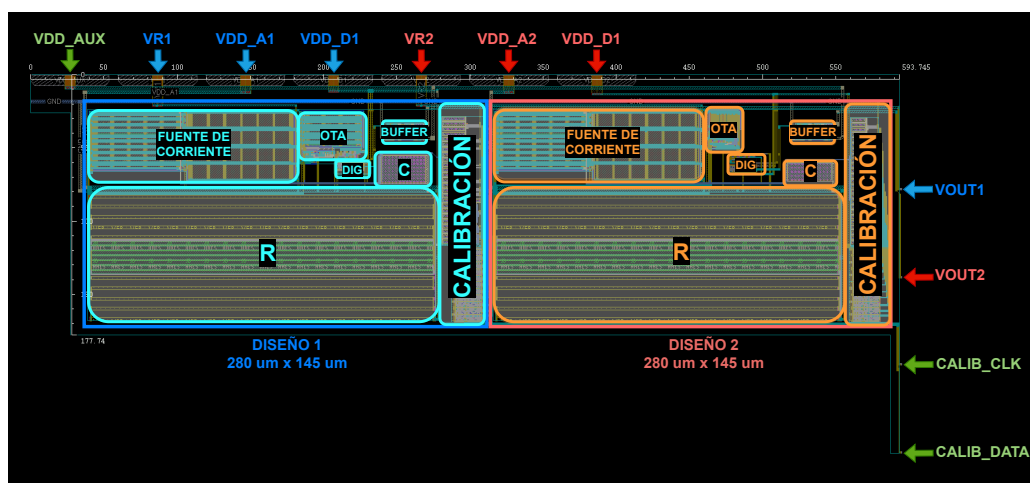 VDD_AUX VR1 VDD_A1 VDD_D1 VR2 VDD_A2 VDD_D1
0 50 100 150 200 250 300 350 400 450 500 550 593.745
VDD_A1
GND
FUENTE DE
CORRIENTE
OTA
BUFFER
DIG
C
CALIBRACIÓN
R
FUENTE DE
CORRIENTE
OTA
BUFFER
DIG
C
CALIBRACIÓN
R
VOUT1
VOUT2
177.74
DISEÑO 1
280 um x 145 um
DISEÑO 2
280 um x 145 um
CALIB_CLK
CALIB_DATA